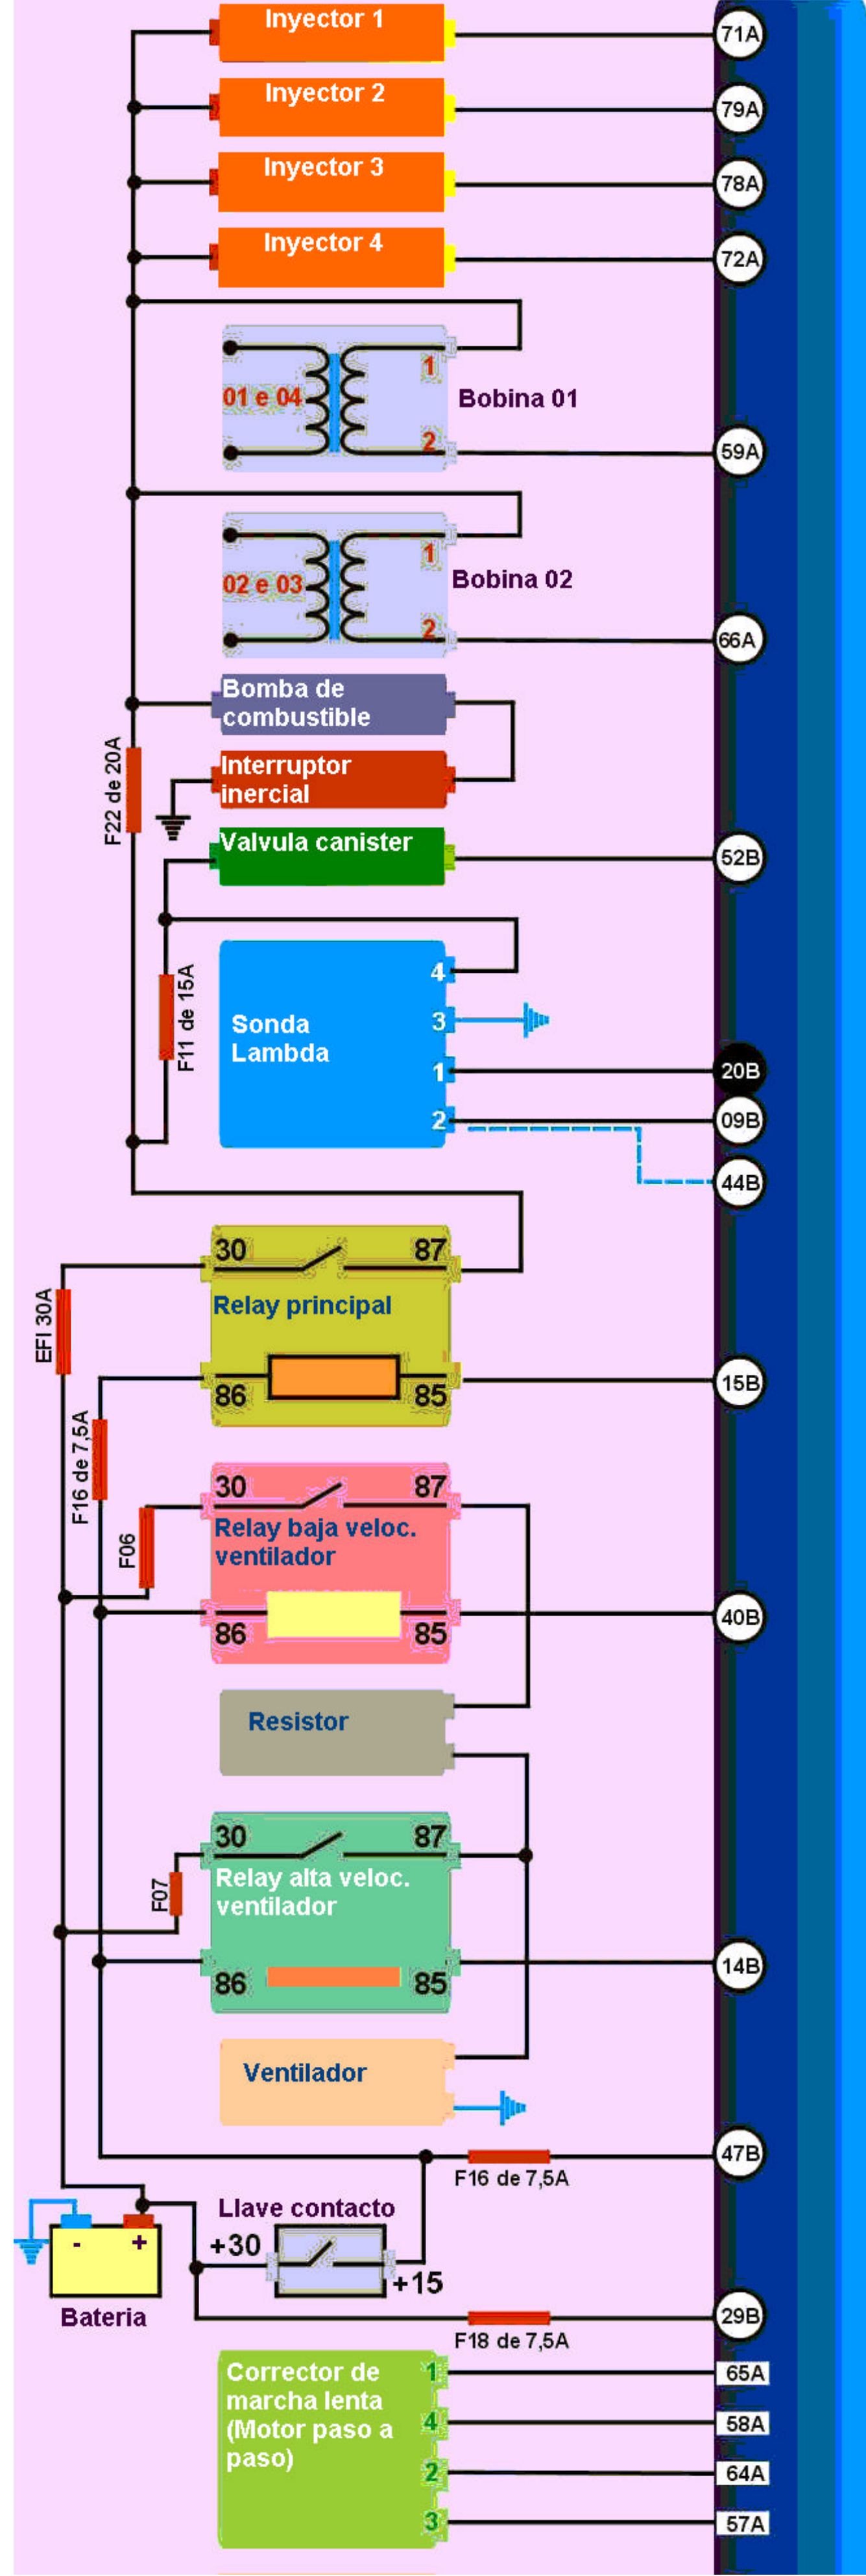 Inyector 1
71A
Inyector 2
79A
Inyector 3
78A
Inyector 4
72A
1
01 e 04
Bobina 01
2
59A
1
02 e 03
Bobina 02
2
66A
Bomba de
combustible
F22 de 20A
Interruptor
inercial
Valvula canister
52B
F11 de 15A
4
Sonda
Lambda
3
1
20B
2
09B
44B
30
87
EFI 30A
Relay principal
86
85
15B
F16 de 7,5A
30
87
Relay baja veloc.
ventilador
F06
86
85
40B
Resistor
30
87
Relay alta veloc.
ventilador
F07
86
85
14B
Ventilador
47B
F16 de 7,5A
Llave contacto
- +
+30
+15
Bateria
29B
F18 de 7,5A
Corrector de
marcha lenta
(Motor paso a
paso)
1
65A
4
58A
2
64A
3
57A